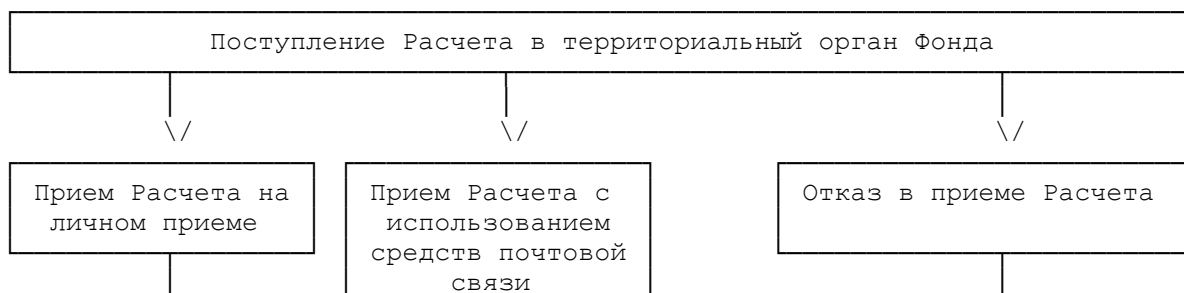 Поступление Расчета в территориальный орган Фонда
Прием Расчета на
личном приеме
Прием Расчета с
использованием
средств почтовой
связи
Отказ в приеме Расчета